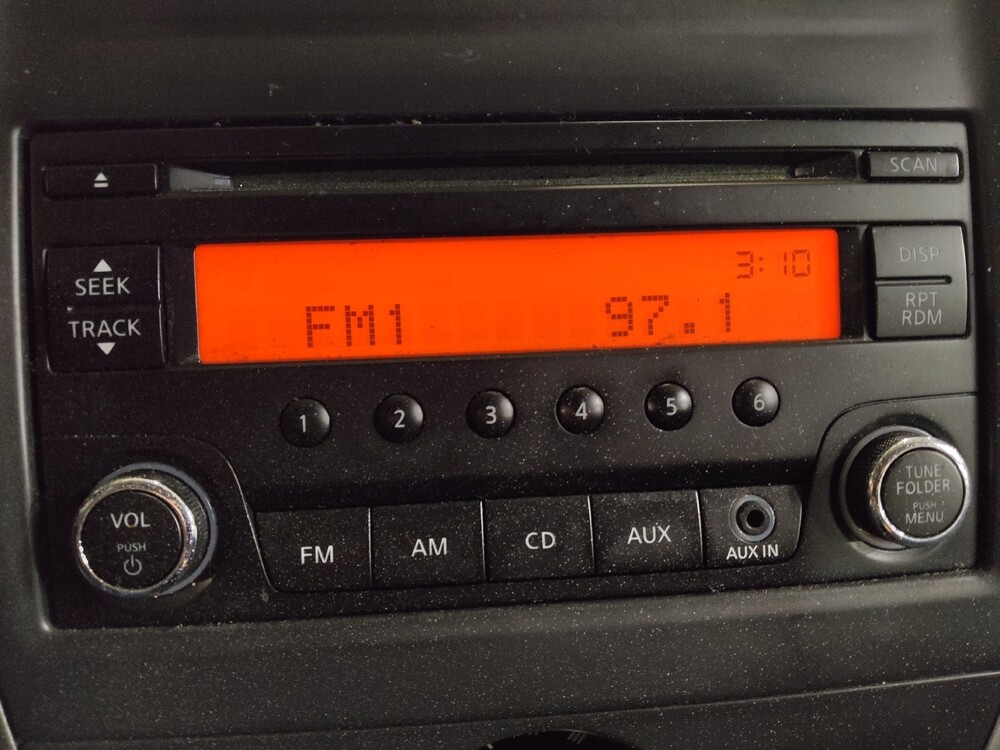 SCAN
SEEK
TRACK
3:10
FM1 97.1
DISP
RPT
RDM
1 2 3 4 5 6
VOL
PUSH
FM AM CD AUX
AUX IN
TUNE
FOLDER
PUSH
MENU